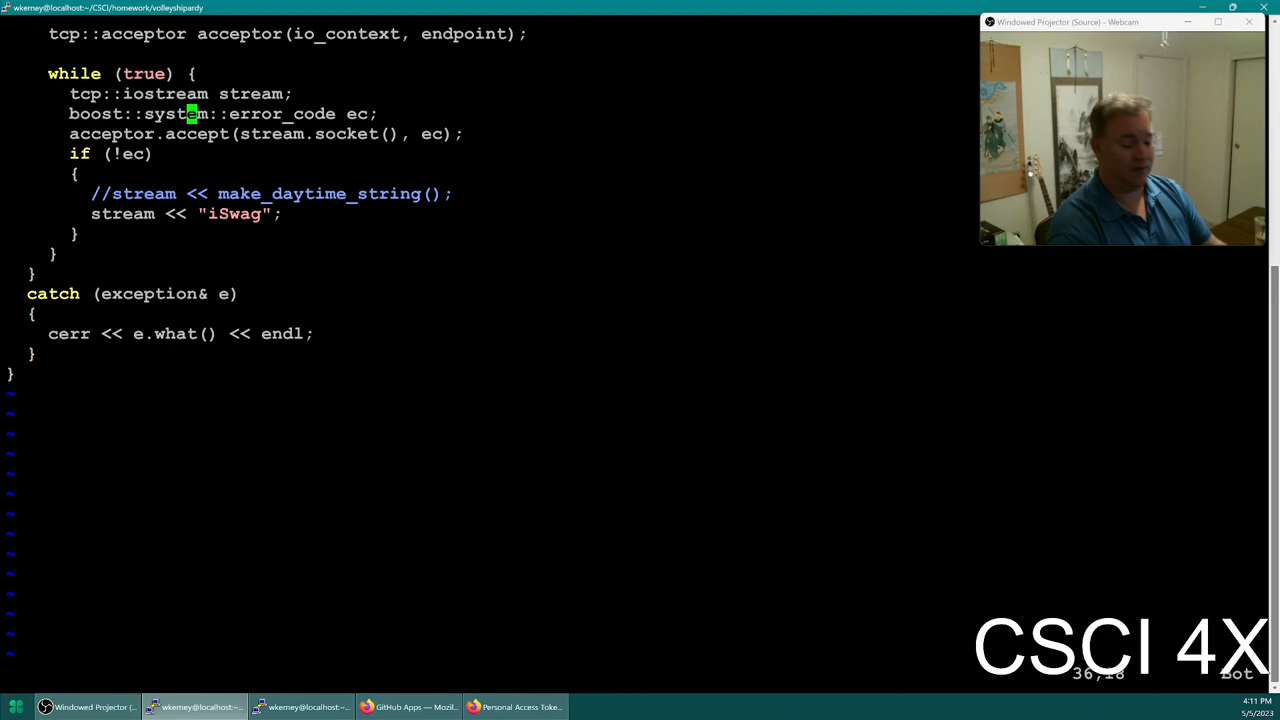 wkerney@localhost:~/CSCI/homework/volleyshipardy
Windowed Projector (Source) - Webcam
tcp::acceptor acceptor(io_context, endpoint);
while (true) {
tcp::iostream stream;
boost::system::error_code ec;
acceptor.accept(stream.socket(), ec);
if (!ec)
{
//stream << make_daytime_string();
stream << "iSwag";
}
}
}
catch (exception& e)
{
cerr << e.what() << endl;
}
}
~
~
~
~
~
~
~
~
~
~
~
~
~
~
CSCI 4X
36,18
Bot
Windowed Projector (...
wkerney@localhost:~...
wkerney@localhost:~...
GitHub Apps — Mozil...
Personal Access Toke...
4:11 PM
5/5/2023